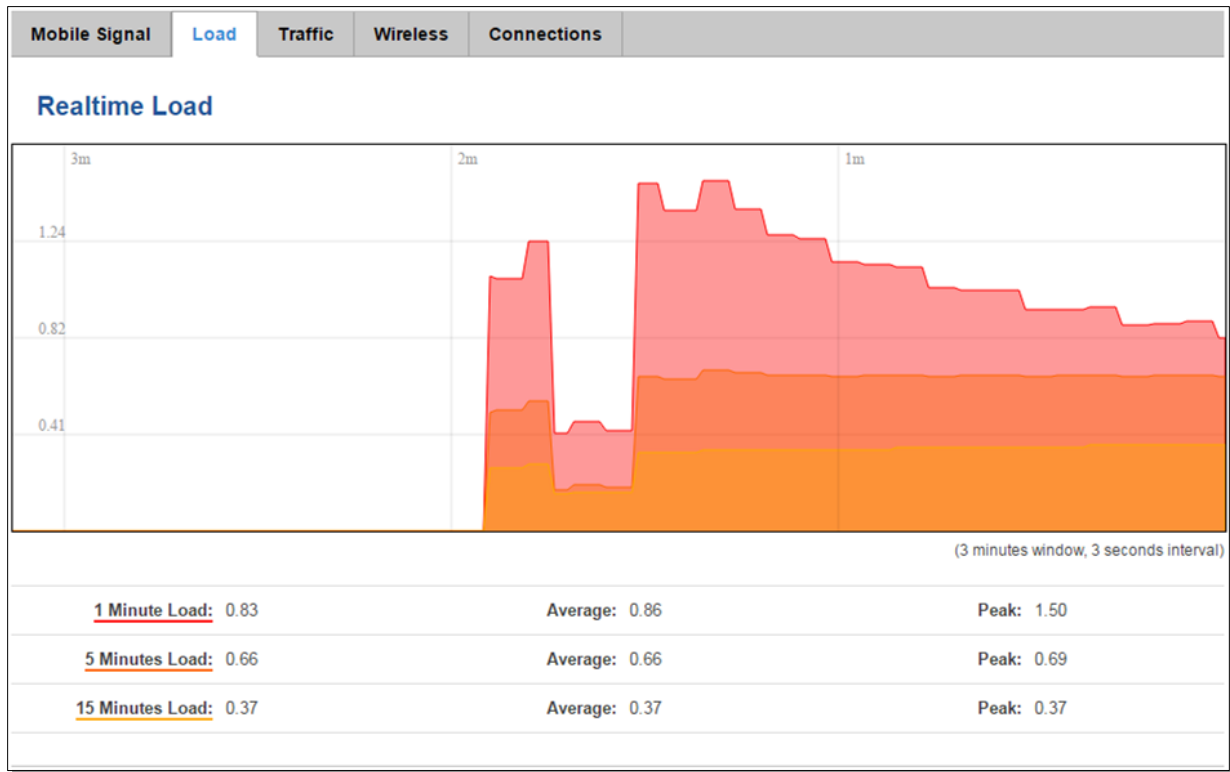 Mobile Signal Load Traffic Wireless Connections
Realtime Load
3m 2m 1m
1.24
0.82
0.41
(3 minutes window, 3 seconds interval)
1 Minute Load: 0.83 Average: 0.86 Peak: 1.50
5 Minutes Load: 0.66 Average: 0.66 Peak: 0.69
15 Minutes Load: 0.37 Average: 0.37 Peak: 0.37